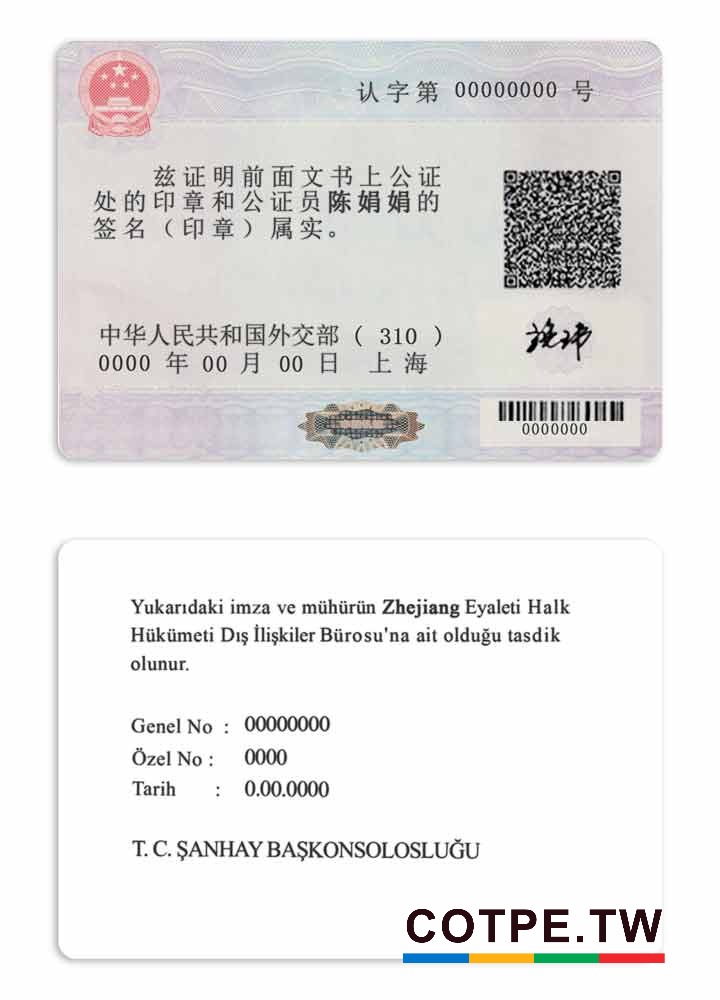 认字第 00000000 号
兹证明前面文书上公证
处的印章和公证员陈娟娟的
签名（印章）属实。
中华人民共和国外交部 ( 310 )
0000 年 00 月 00 日 上 海
0000000
Yukarıdaki imza ve mühürün Zhejiang Eyaleti Halk
Hükümeti Dış İlişkiler Bürosu'na ait olduğu tasdik
olunur.
Genel No : 00000000
Özel No : 0000
Tarih : 0.00.0000
T. C. ŞANHAY BAŞKONSOLOSLUĞU
COTPE.TW